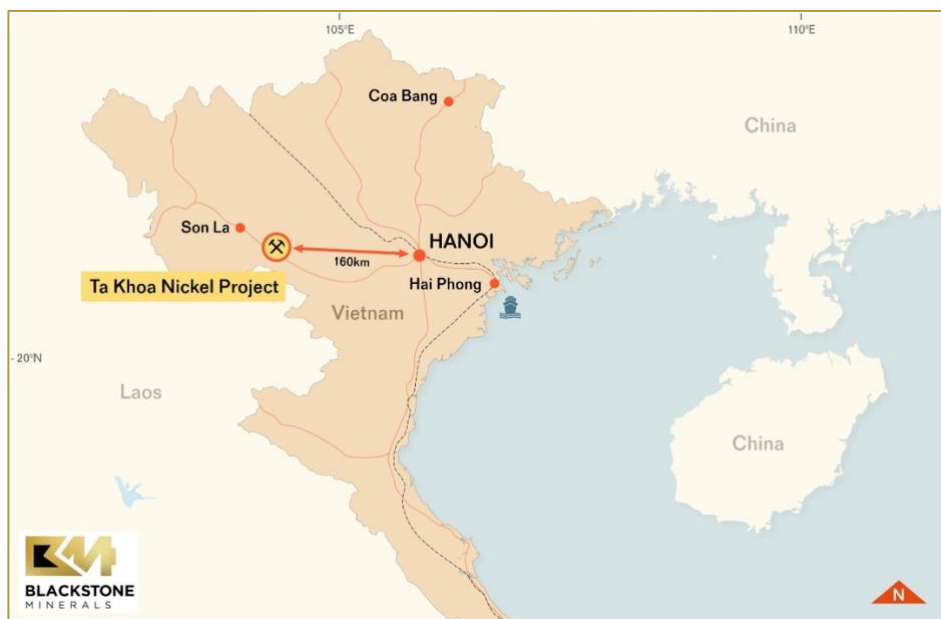 105°E
110°E
Coa Bang
China
Son La
HANOI
160km
Ta Khoa Nickel Project
Hai Phong
Vietnam
- 20°N
Laos
China
BM
BLACKSTONE
MINERALS
N